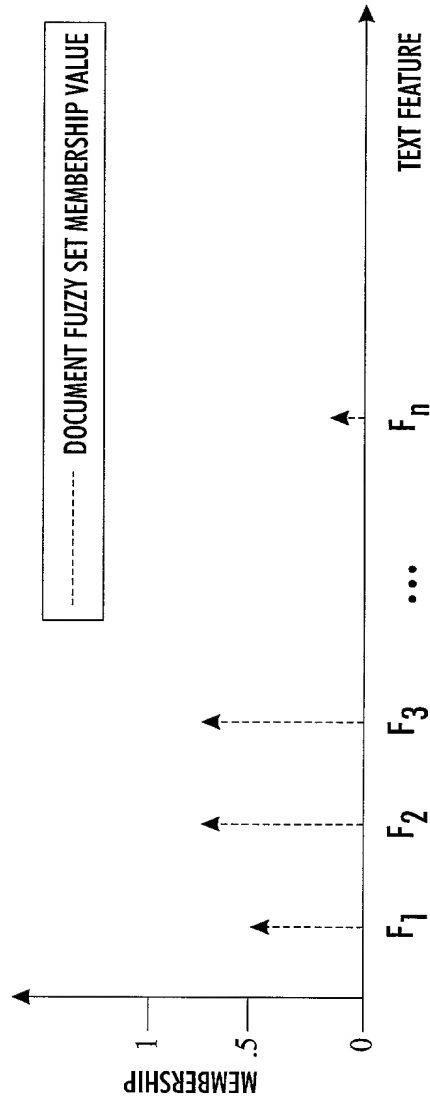 DOCUMENT FUZZY SET MEMBERSHIP VALUE
MEMBERSHIP
1
.5
0
F1 F2 F3 ... Fn
TEXT FEATURE